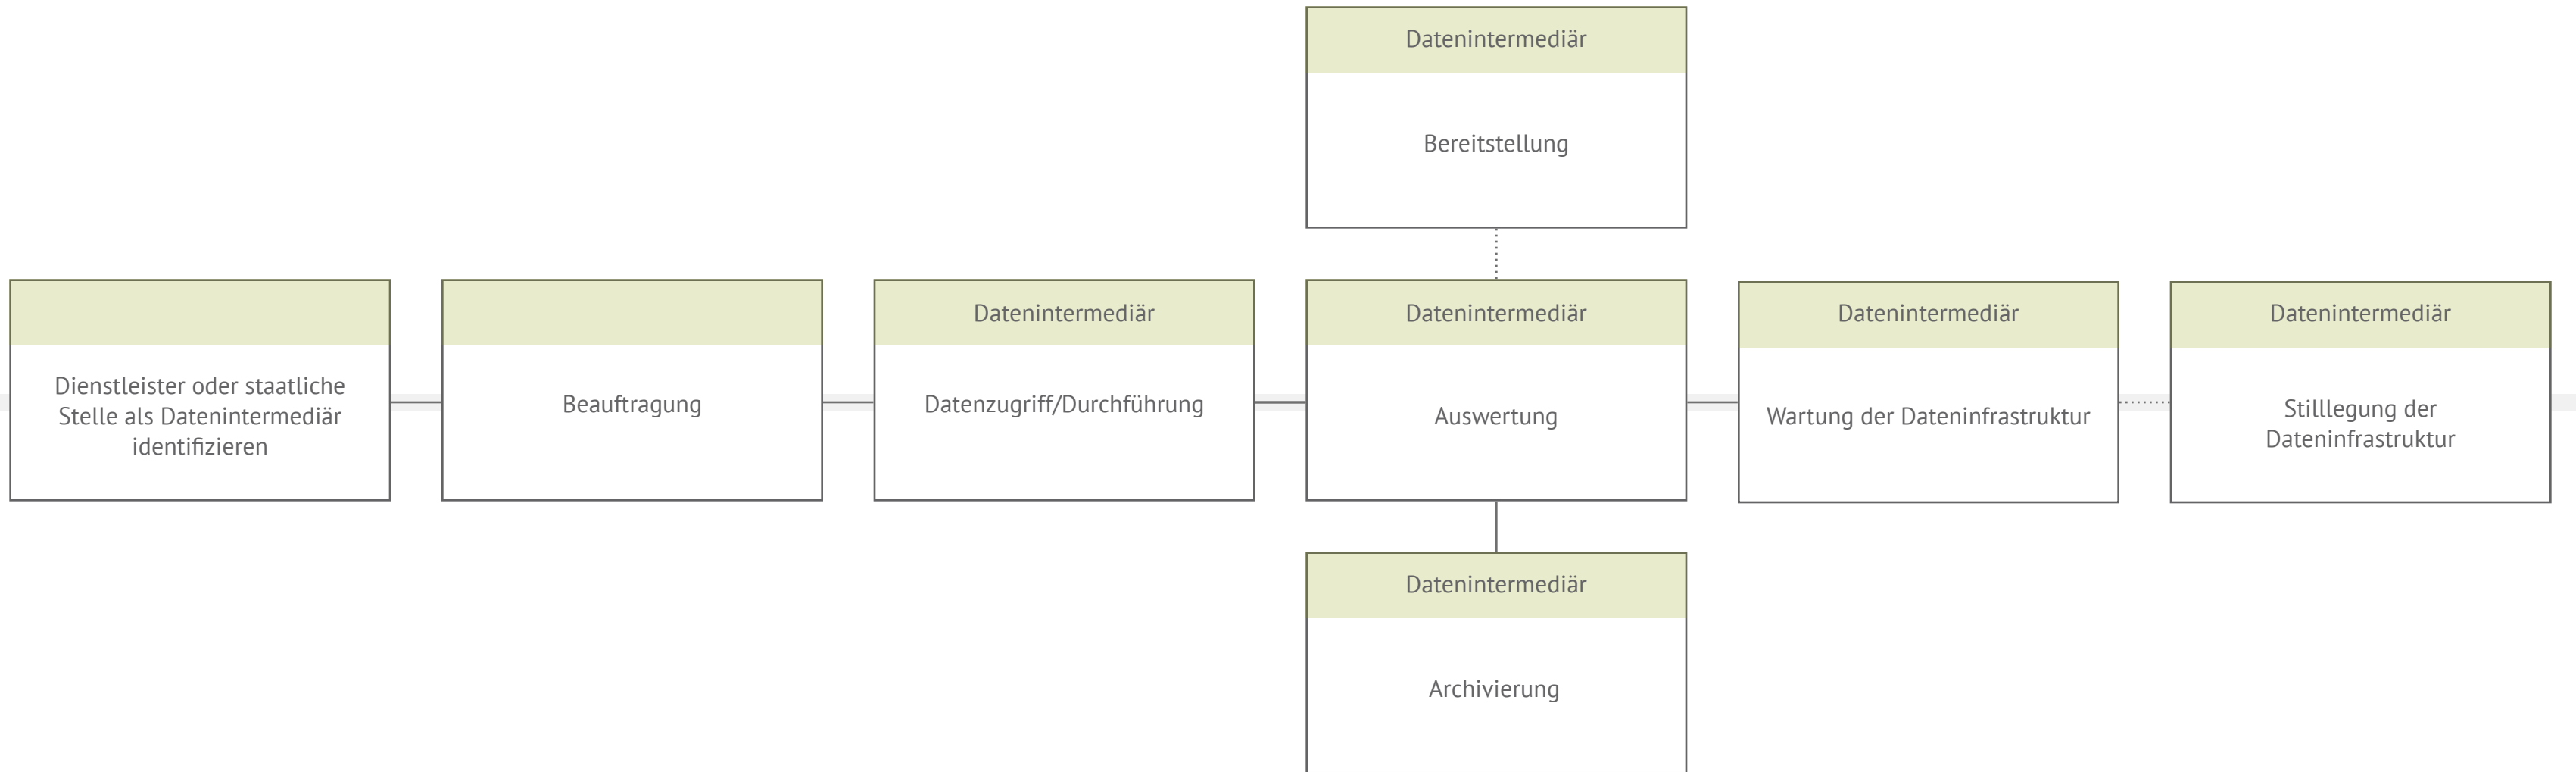 Datenintermediär
Bereitstellung
Dienstleister oder staatliche
Stelle als Datenintermediär
identifizieren
Beauftragung
Datenintermediär
Datenzugriff/Durchführung
Datenintermediär
Auswertung
Datenintermediär
Wartung der Dateninfrastruktur
Datenintermediär
Stilllegung der
Dateninfrastruktur
Datenintermediär
Archivierung